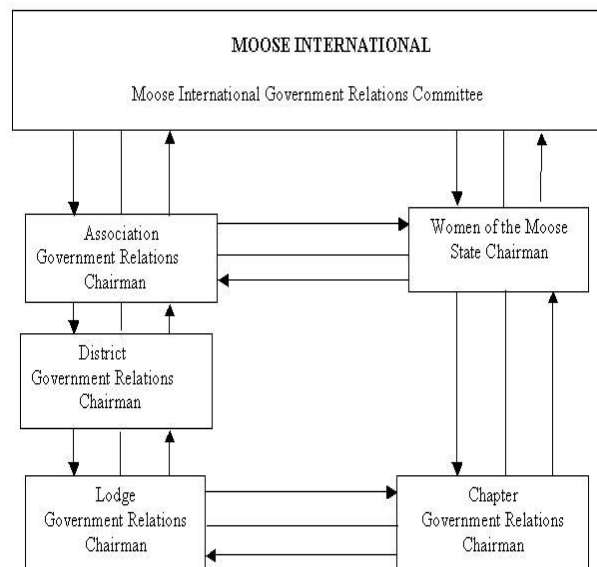 MOOSE INTERNATIONAL
Moose International Government Relations Committee
Association
Government Relations
Chairman
Women of the Moose
State Chairman
District
Government Relations
Chairman
Lodge
Government Relations
Chairman
Chapter
Government Relations
Chairman